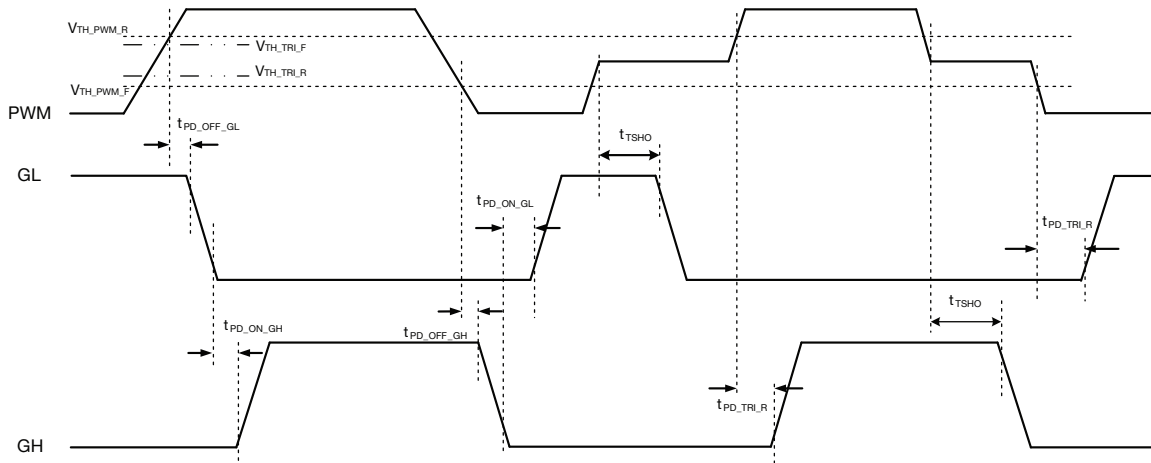 VTH_PWM_R
VTH_TRI_F
VTH_TRI_R
VTH_PWM_F
PWM
tPD_OFF_GL
tTSHO
GL
tPD_ON_GL
tPD_TRI_R
tTSHO
tPD_ON_GH
tPD_OFF_GH
tPD_TRI_R
GH